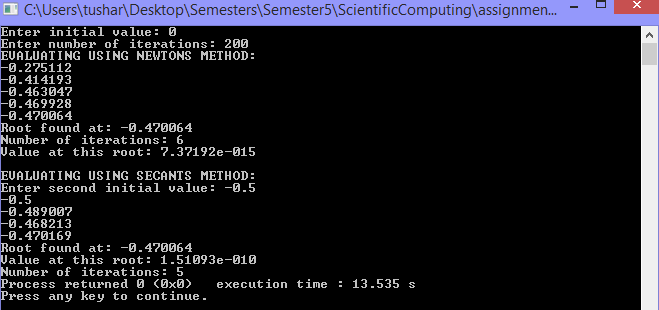 C:\Users\tushar\Desktop\Semesters\Semester5\ScientificComputing\assignmen...
Enter initial value: 0
Enter number of iterations: 200
EVALUATING USING NEWTONS METHOD:
-0.275112
-0.414193
-0.463047
-0.469928
-0.470064
Root found at: -0.470064
Number of iterations: 6
Value at this root: 7.37192e-015
EVALUATING USING SECANTS METHOD:
Enter second initial value: -0.5
-0.5
-0.489007
-0.468213
-0.470169
Root found at: -0.470064
Value at this root: 1.51093e-010
Number of iterations: 5
Process returned 0 (0x0)   execution time : 13.535 s
Press any key to continue.